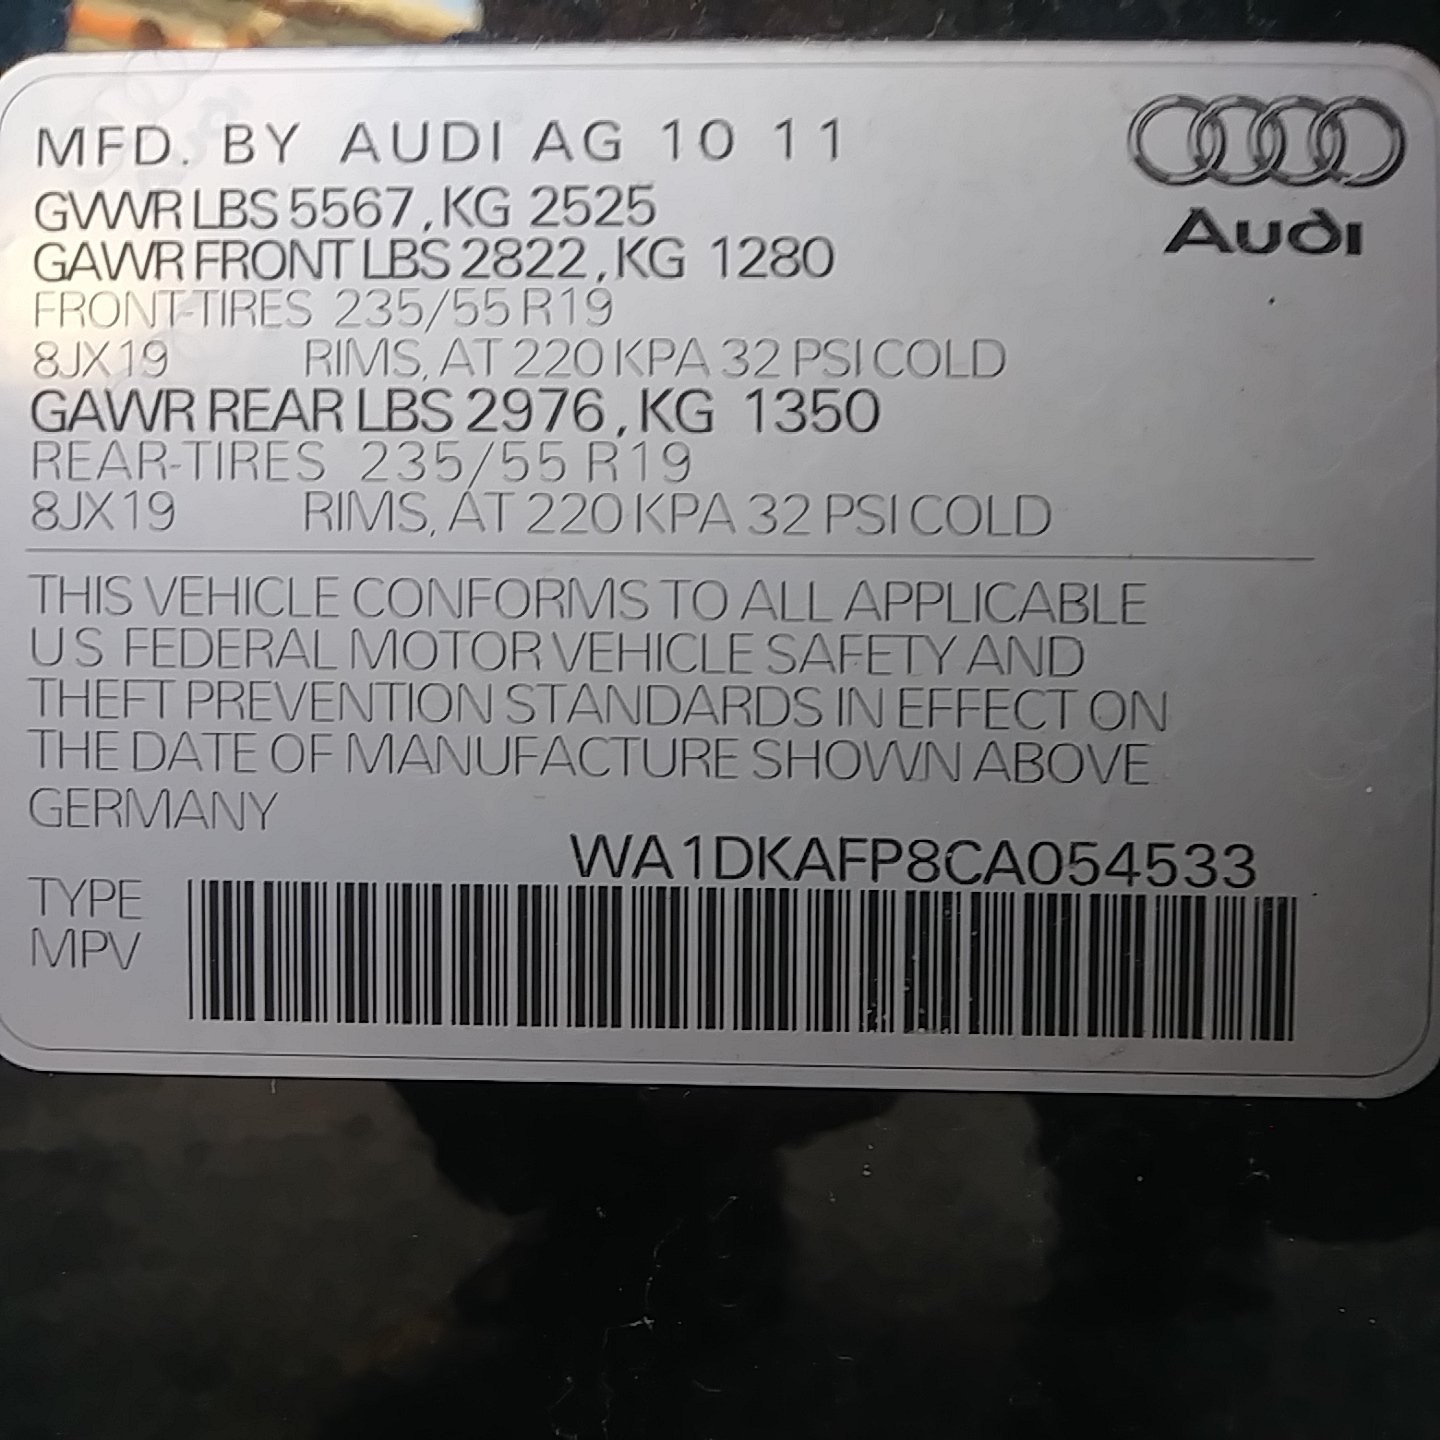 MFD. BY AUDI AG 10 11
Audi
GVWR LBS 5567, KG 2525
GAWR FRONT LBS 2822, KG 1280
FRONT-TIRES 235/55 R19
8JX19 RIMS, AT 220 KPA 32 PSI COLD
GAWR REAR LBS 2976, KG 1350
REAR-TIRES 235/55 R19
8JX19 RIMS, AT 220 KPA 32 PSI COLD
THIS VEHICLE CONFORMS TO ALL APPLICABLE
US FEDERAL MOTOR VEHICLE SAFETY AND
THEFT PREVENTION STANDARDS IN EFFECT ON
THE DATE OF MANUFACTURE SHOWN ABOVE
GERMANY
WA1DKAFP8CA054533
TYPE
MPV